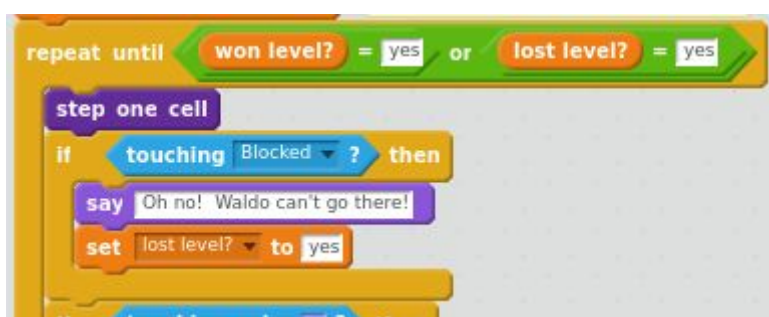 repeat until won level? = yes or lost level? = yes
step one cell
if touching Blocked ? then
say Oh no! Waldo can't go there!
set lost level? to yes